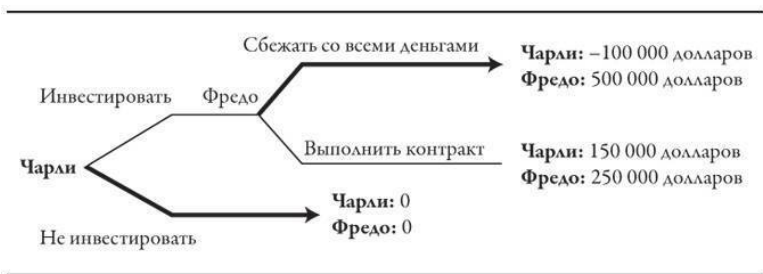 Сбежать со всеми деньгами
Чарли: –100 000 долларов
Фредо: 500 000 долларов
Инвестировать
Фредо
Выполнить контракт
Чарли: 150 000 долларов
Фредо: 250 000 долларов
Чарли
Чарли: 0
Фредо: 0
Не инвестировать